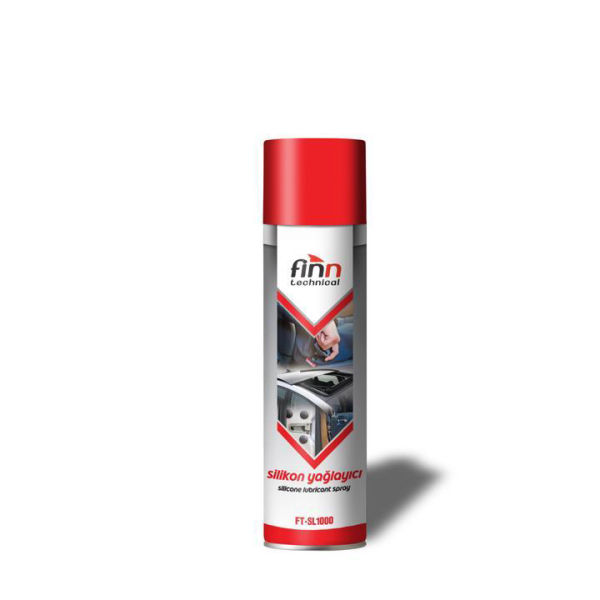 finn
technical
silikon yağlayıcı
silicone lubricant spray
FT-SL1000